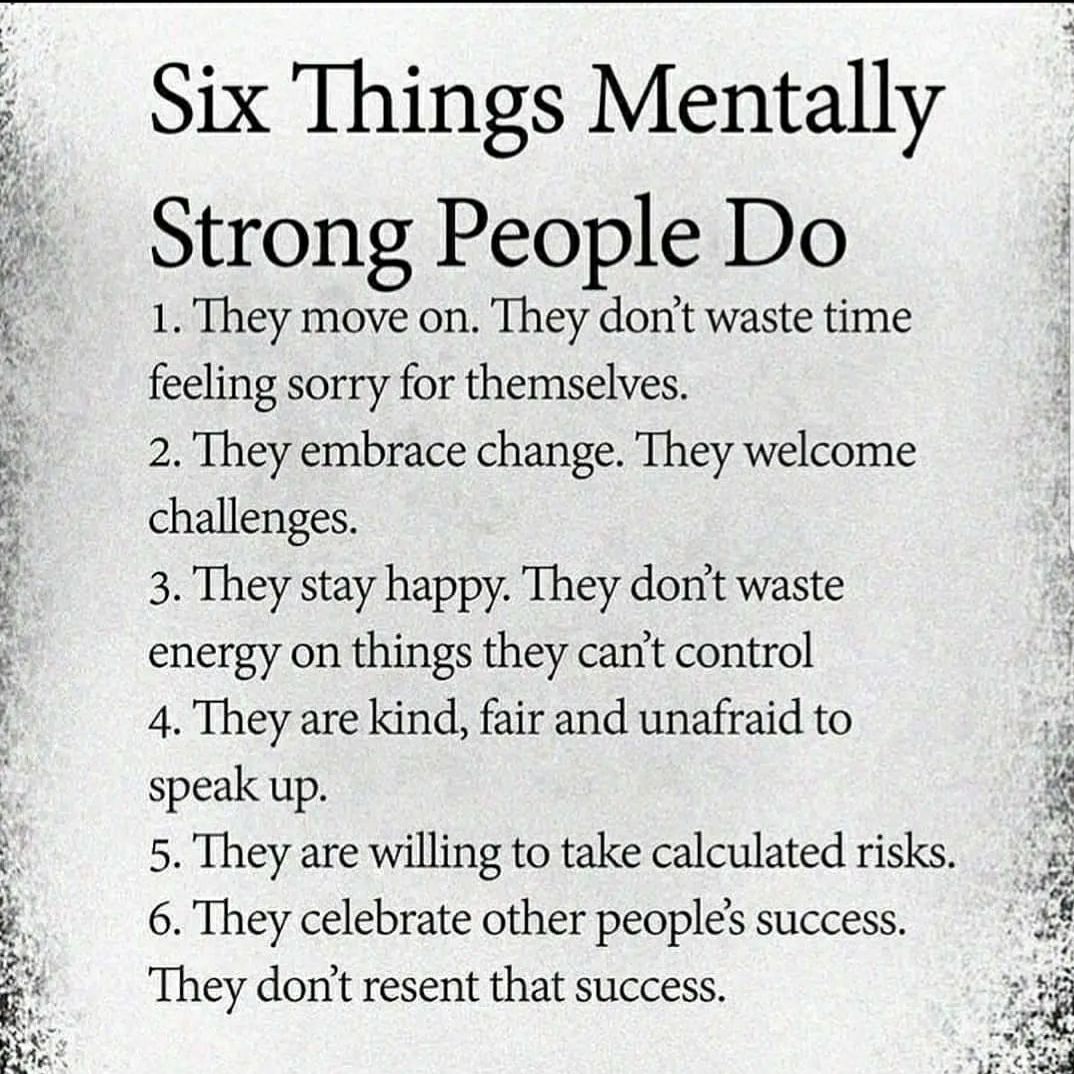 Six Things Mentally
Strong People Do
1. They move on. They don't waste time
feeling sorry for themselves.
2. They embrace change. They welcome
challenges.
3. They stay happy. They don't waste
energy on things they can't control
4. They are kind, fair and unafraid to
speak up.
5. They are willing to take calculated risks.
6. They celebrate other people's success.
They don't resent that success.